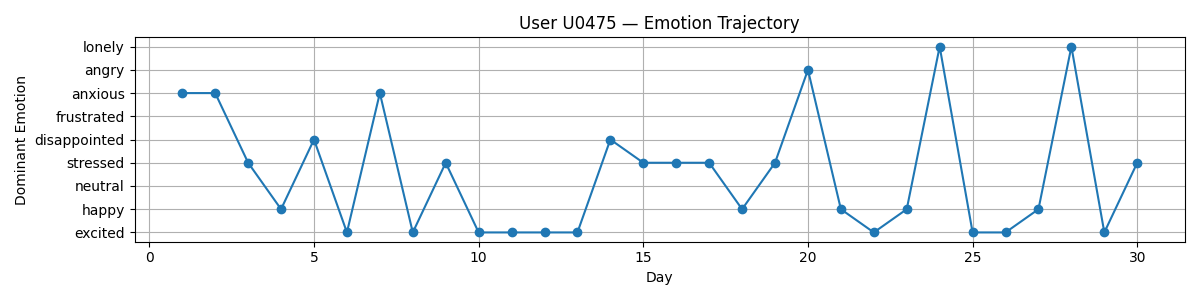 User U0475 — Emotion Trajectory
Dominant Emotion
lonely
angry
anxious
frustrated
disappointed
stressed
neutral
happy
excited
0 5 10 15 20 25 30
Day